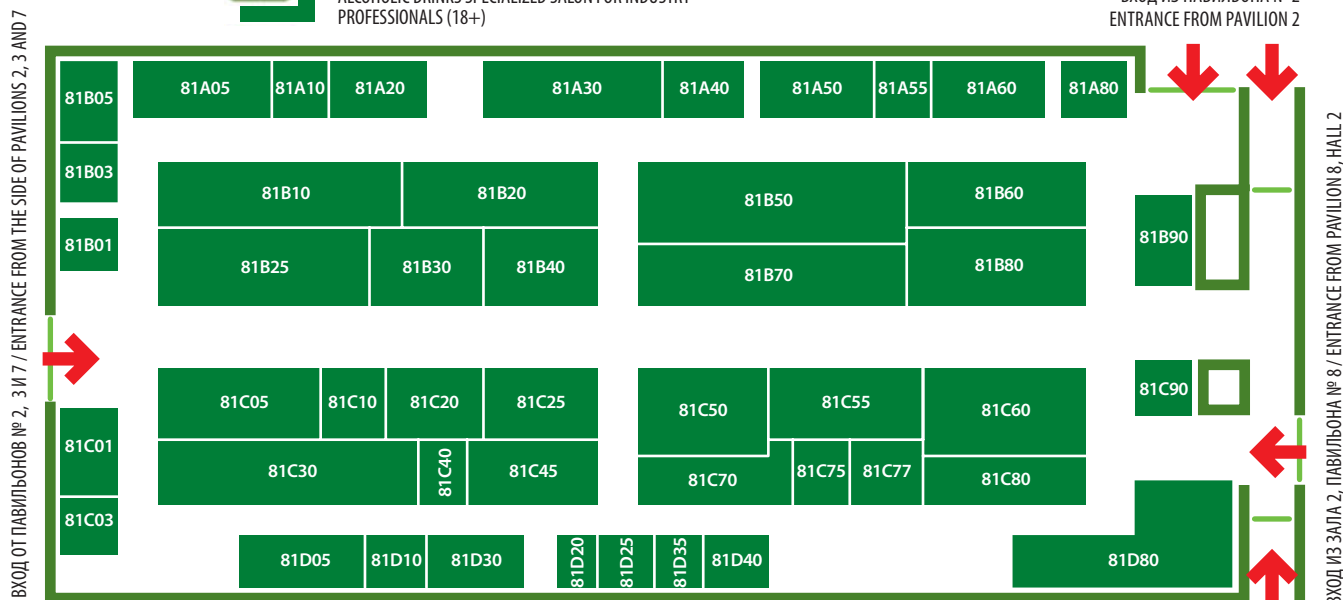 PROFESSIONALS (18+)
ENTRANCE FROM PAVILION 2
ВХОД ОТ ПАВИЛЬОНОВ № 2, 3 И 7 / ENTRANCE FROM THE SIDE OF PAVILIONS 2, 3 AND 7
81B05
81A05
81A10
81A20
81A30
81A40
81A50
81A55
81A60
81A80
81B03
81B01
81B10
81B20
81B50
81B60
81B90
81B25
81B30
81B40
81B70
81B80
81C01
81C03
81C05
81C10
81C20
81C25
81C50
81C55
81C60
81C90
81C30
81C40
81C45
81C70
81C75
81C77
81C80
81D05
81D10
81D30
81D20
81D25
81D35
81D40
81D80
ВХОД ИЗ ЗАЛА 2, ПАВИЛЬОНА № 8 / ENTRANCE FROM PAVILION 8, HALL 2